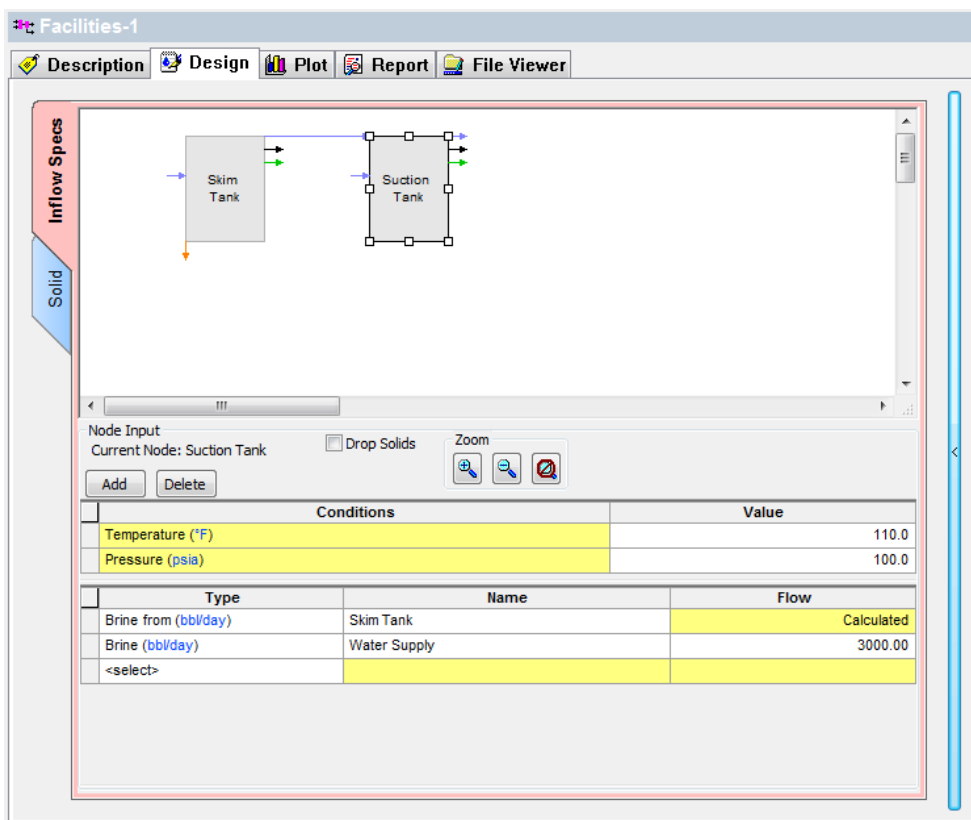 Facilities-1
Description Design Plot Report File Viewer
Inflow Specs
Solid
Skim
Tank
Suction
Tank
Node Input
Current Node: Suction Tank
Drop Solids
Zoom
Add Delete
Conditions Value
Temperature (°F) 110.0
Pressure (psia) 100.0
Type Name Flow
Brine from (bbl/day) Skim Tank Calculated
Brine (bbl/day) Water Supply 3000.00
<select>